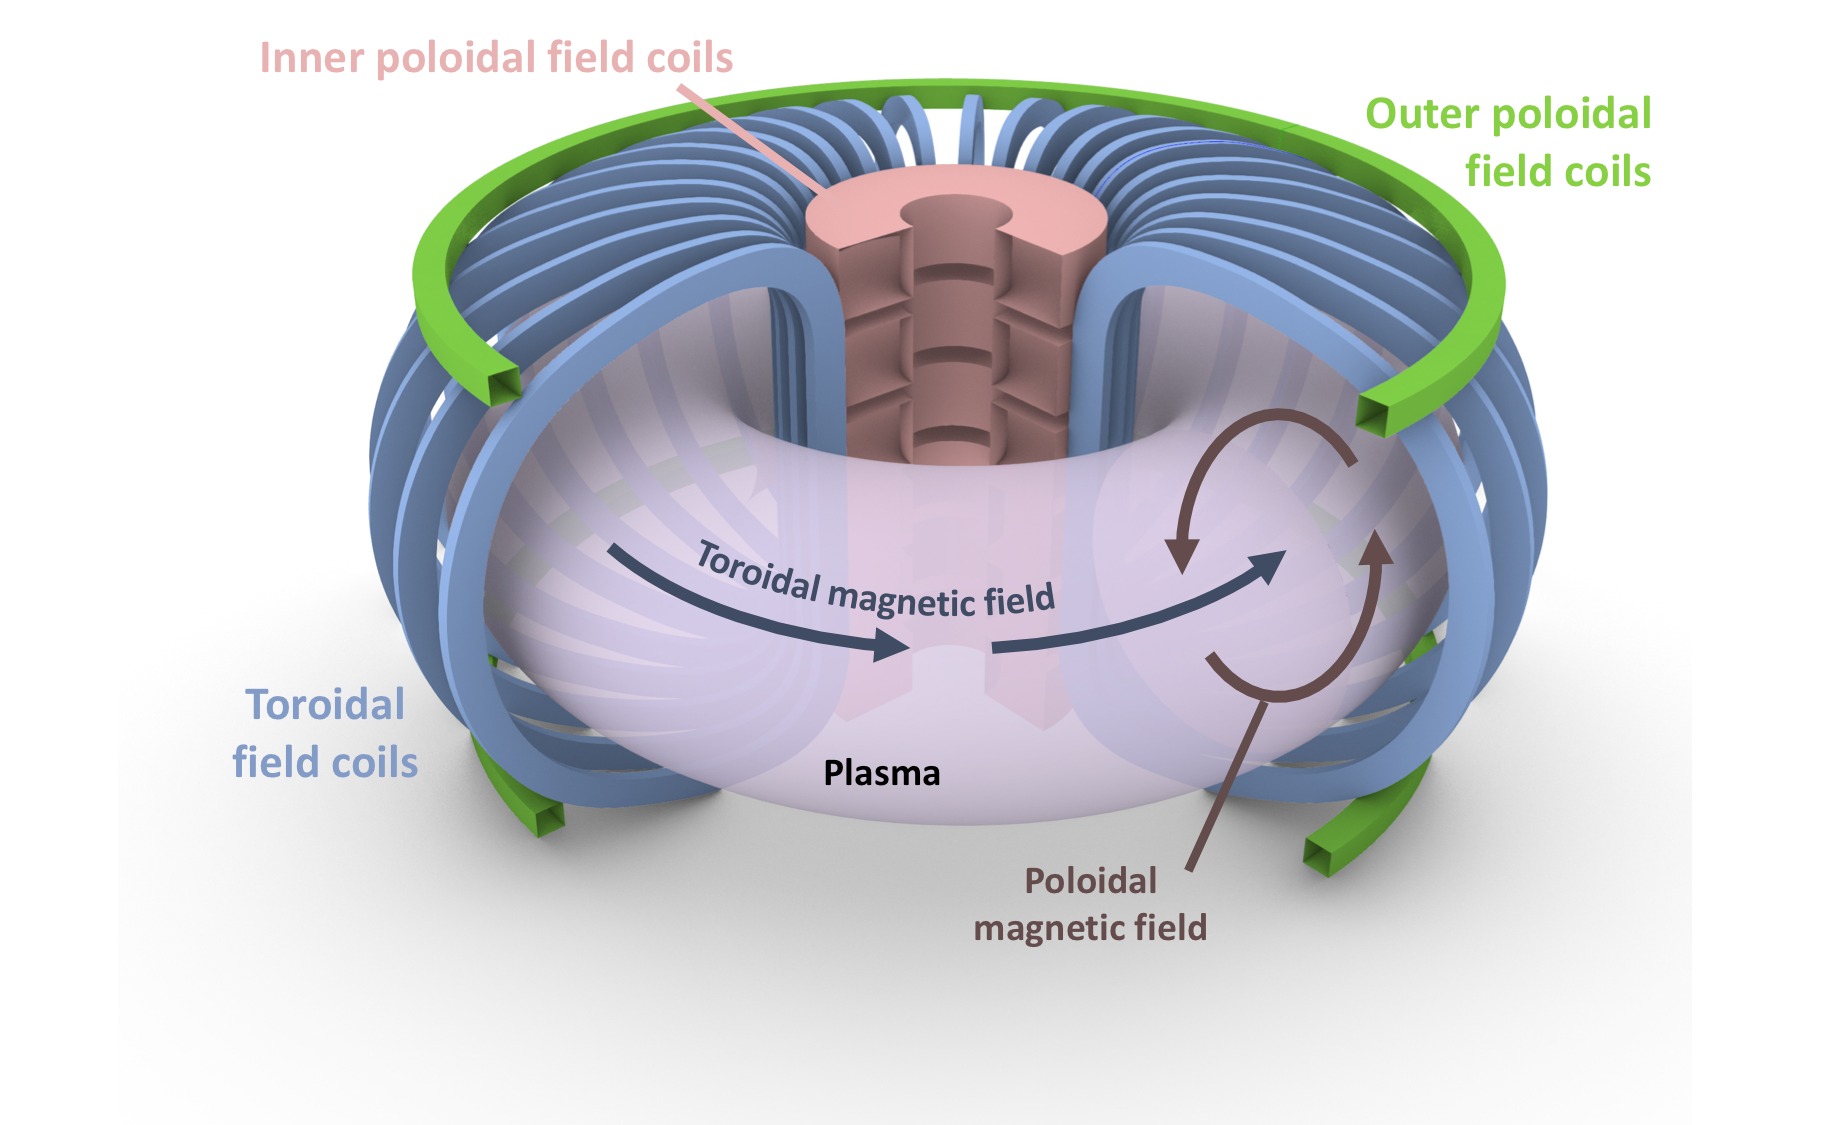 Inner poloidal field coils
Outer poloidal
field coils
Toroidal magnetic field
Toroidal
field coils
Plasma
Poloidal
magnetic field